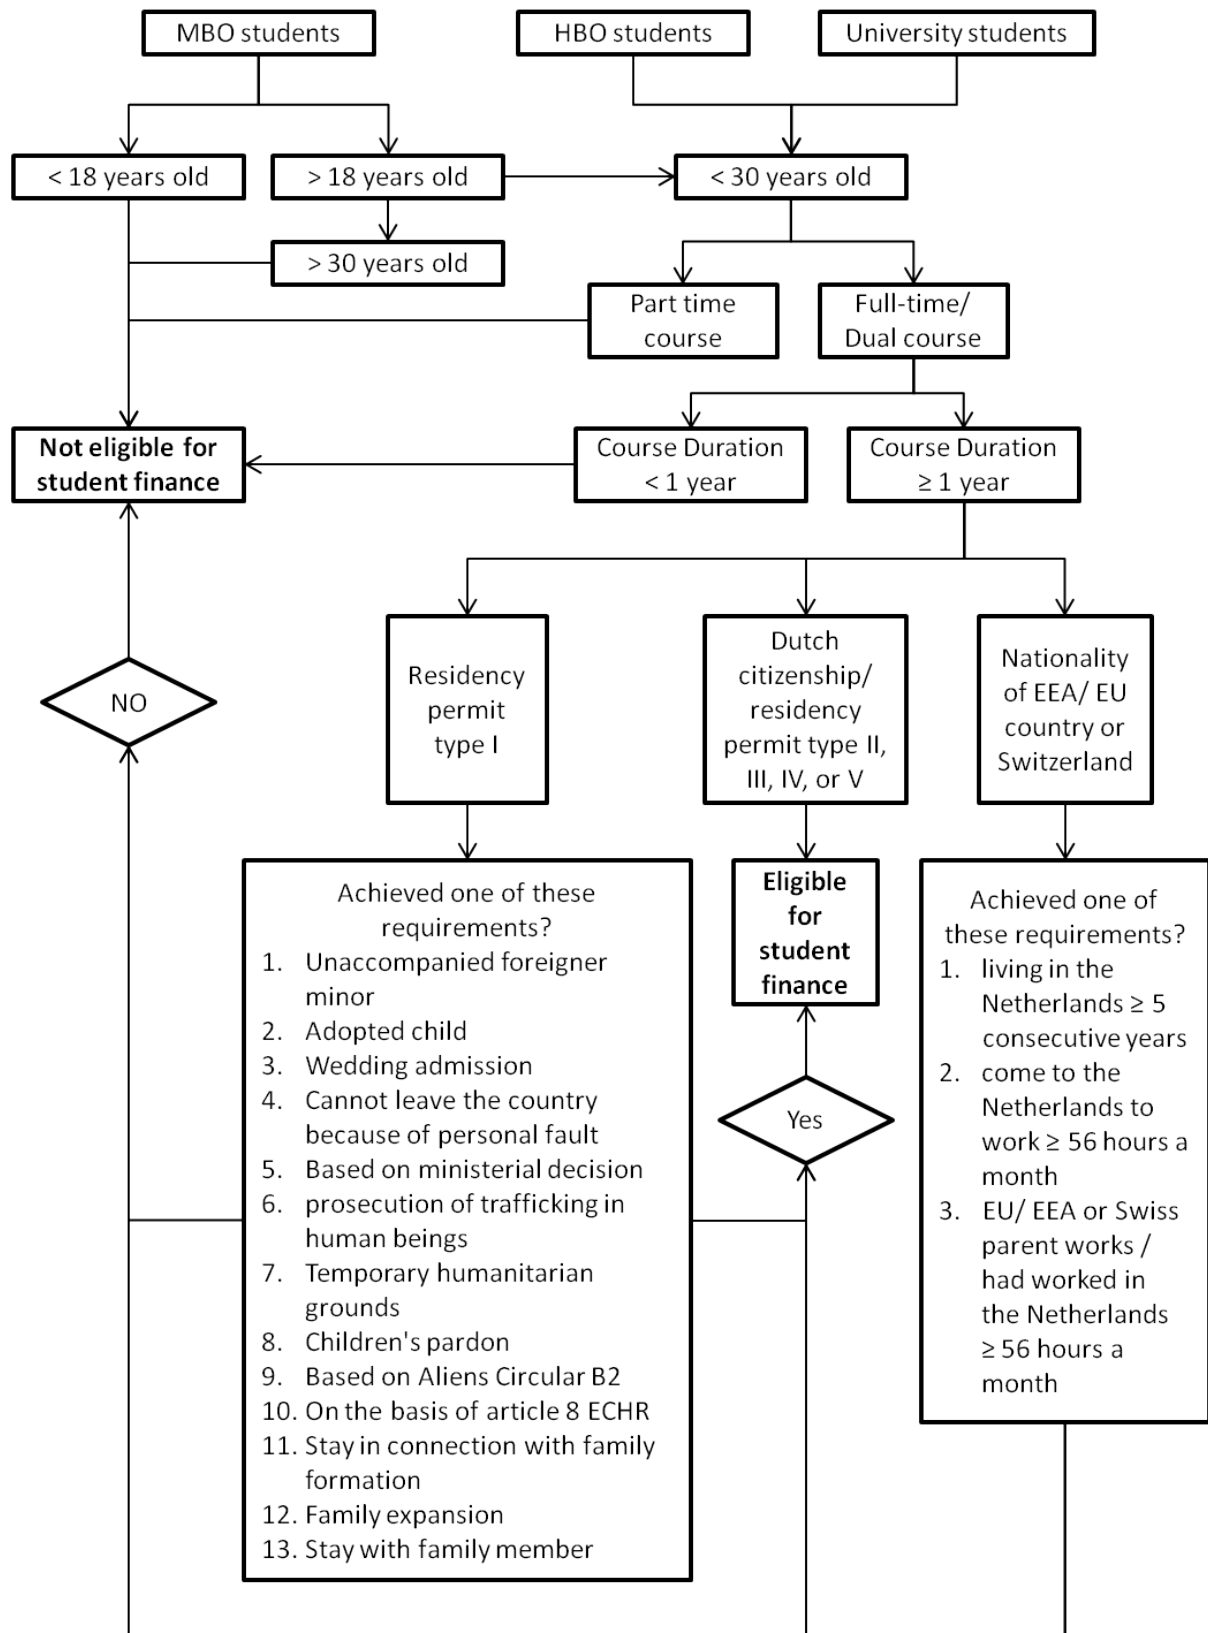 MBO students
HBO students
University students
< 18 years old
> 18 years old
< 30 years old
> 30 years old
Part time
course
Full-time/
Dual course
Not eligible for
student finance
Course Duration
< 1 year
Course Duration
≥ 1 year
NO
Residency
permit
type I
Dutch
citizenship/
residency
permit type II,
III, IV, or V
Nationality
of EEA/ EU
country or
Switzerland
Achieved one of these
requirements?
1. Unaccompanied foreigner
minor
2. Adopted child
3. Wedding admission
4. Cannot leave the country
because of personal fault
5. Based on ministerial decision
6. prosecution of trafficking in
human beings
7. Temporary humanitarian
grounds
8. Children's pardon
9. Based on Aliens Circular B2
10. On the basis of article 8 ECHR
11. Stay in connection with family
formation
12. Family expansion
13. Stay with family member
Eligible
for
student
finance
Yes
Achieved one of
these requirements?
1. living in the
Netherlands ≥ 5
consecutive years
2. come to the
Netherlands to
work ≥ 56 hours a
month
3. EU/ EEA or Swiss
parent works /
had worked in
the Netherlands
≥ 56 hours a
month